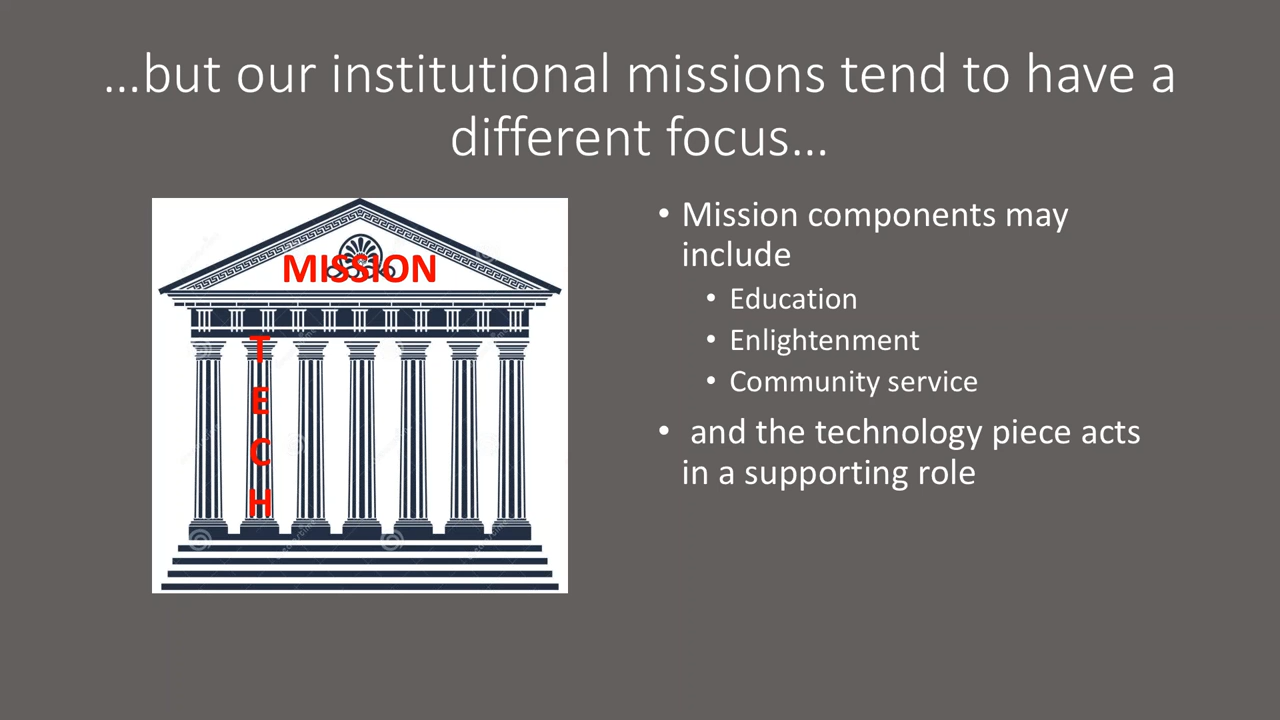 …but our institutional missions tend to have a
different focus…
MISSION
T
E
C
H
• Mission components may
include
• Education
• Enlightenment
• Community service
• and the technology piece acts
in a supporting role